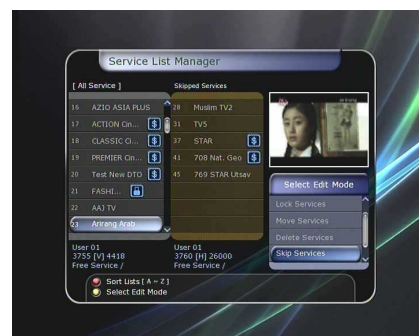 Service List Manager
[ All Service ]
Skipped Services
16 AZIO ASIA PLUS
17 ACTION Cin... $
18 CLASSIC Ci... $
19 PREMIER Cin... $
20 Test New DTO $
21 FASHI...
22 AAJ TV
23 Arirang Arab
28 Muslim TV2
31 TV5
37 STAR $
41 708 Nat. Geo $
45 769 STAR Utsav
User 01
3755 [V] 4418
Free Service /
User 01
3760 [H] 26000
Free Service /
Select Edit Mode
Lock Services
Move Services
Delete Services
Skip Services
Sort Lists [ A ~ Z ]
Select Edit Mode